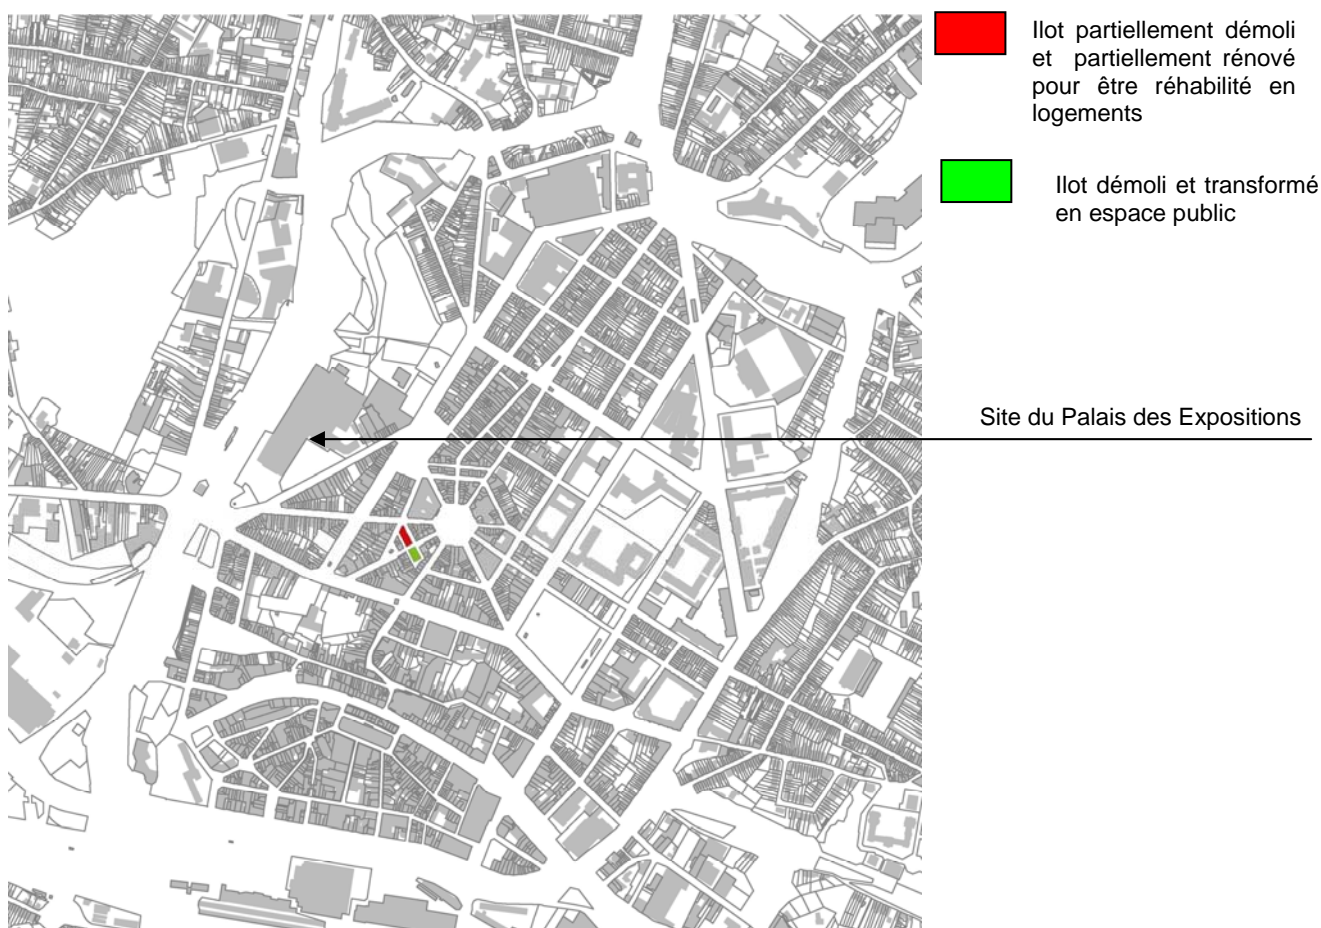 Ilot partiellement démoli
et partiellement rénové
pour être réhabilité en
logements
Ilot démoli et transformé
en espace public
Site du Palais des Expositions